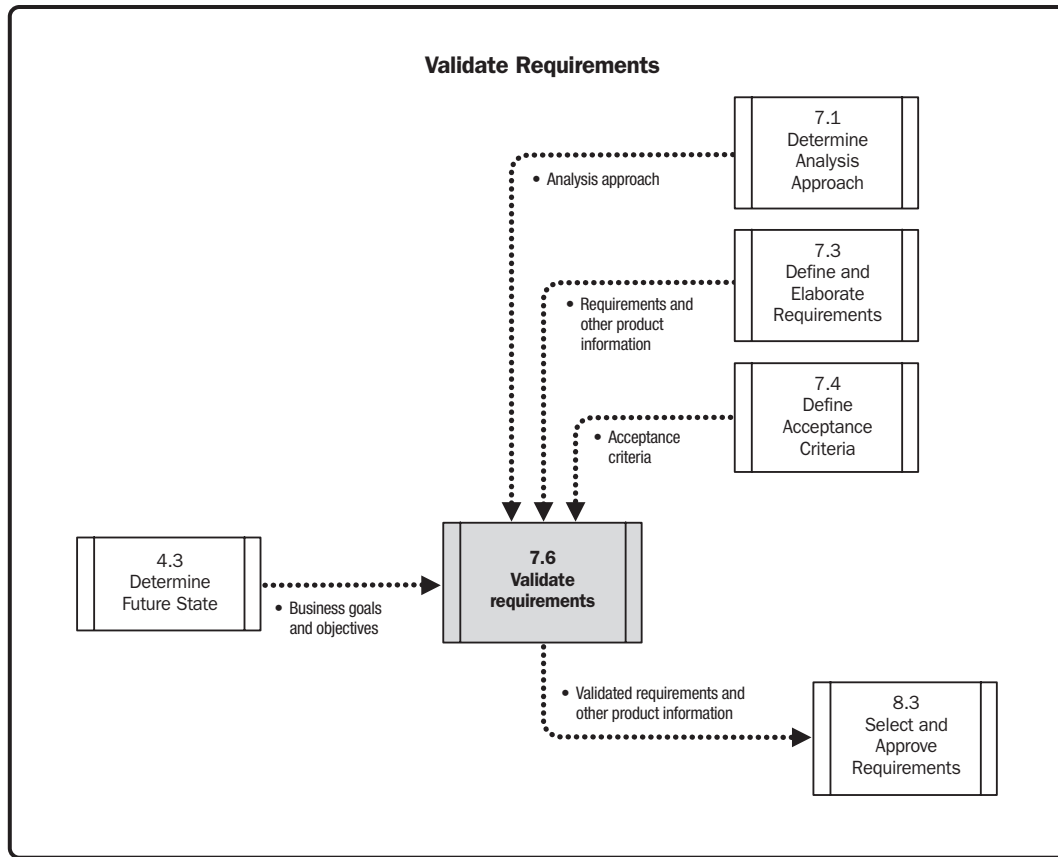 Validate Requirements
7.1
Determine
Analysis
Approach
• Analysis approach
7.3
Define and
Elaborate
Requirements
• Requirements and
other product
information
7.4
Define
Acceptance
Criteria
• Acceptance
criteria
4.3
Determine
Future State
• Business goals
and objectives
7.6
Validate
requirements
• Validated requirements and
other product information
8.3
Select and
Approve
Requirements